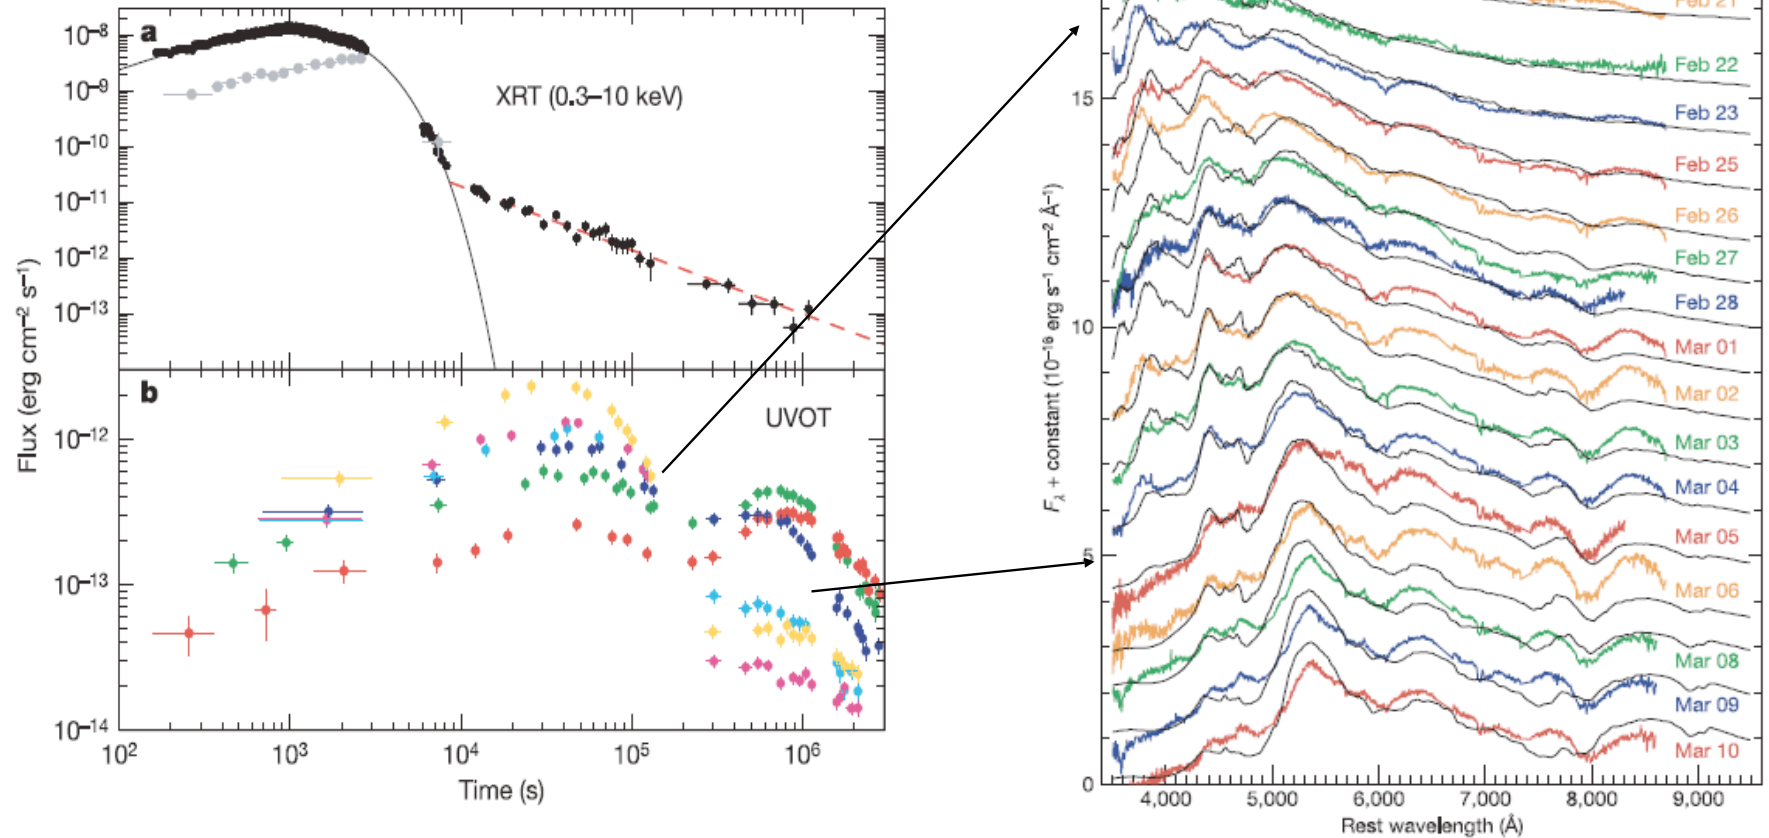 a
XRT (0.3–10 keV)
10⁻⁸
10⁻⁹
10⁻¹⁰
10⁻¹¹
10⁻¹²
10⁻¹³
Flux (erg cm⁻² s⁻¹)
b
UVOT
10⁻¹²
10⁻¹³
10⁻¹⁴
10² 10³ 10⁴ 10⁵ 10⁶
Time (s)
Feb 21
Feb 22
Feb 23
Feb 25
Feb 26
Feb 27
Feb 28
Mar 01
Mar 02
Mar 03
Mar 04
Mar 05
Mar 06
Mar 08
Mar 09
Mar 10
15
10
5
0
Fλ + constant (10⁻¹⁶ erg s⁻¹ cm⁻² Å⁻¹)
4,000 5,000 6,000 7,000 8,000 9,000
Rest wavelength (Å)